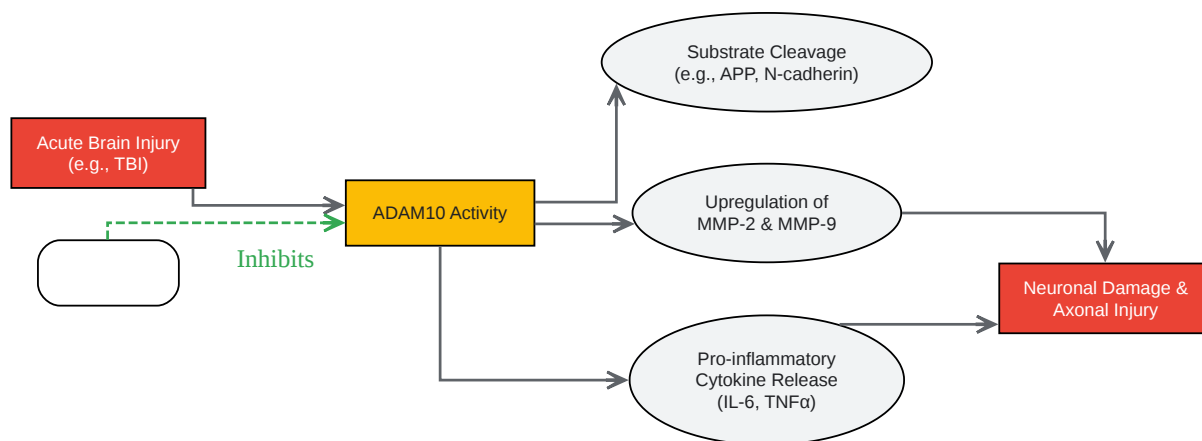 Substrate Cleavage
(e.g., APP, N-cadherin)
Acute Brain Injury
(e.g., TBI)
ADAM10 Activity
Upregulation of
MMP-2 & MMP-9
Inhibits
Neuronal Damage &
Axonal Injury
Pro-inflammatory
Cytokine Release
(IL-6, TNFα)